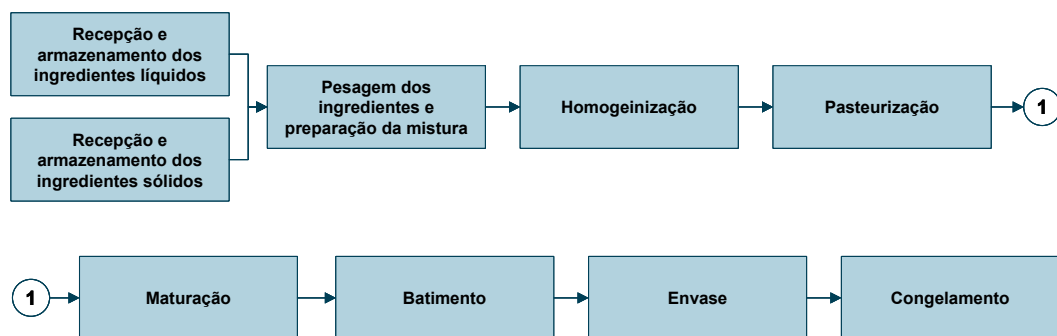 Recepção e
armazenamento dos
ingredientes líquidos
Recepção e
armazenamento dos
ingredientes sólidos
Pesagem dos
ingredientes e
preparação da mistura
Homogeinização
Pasteurização
1
1
Maturação
Batimento
Envase
Congelamento